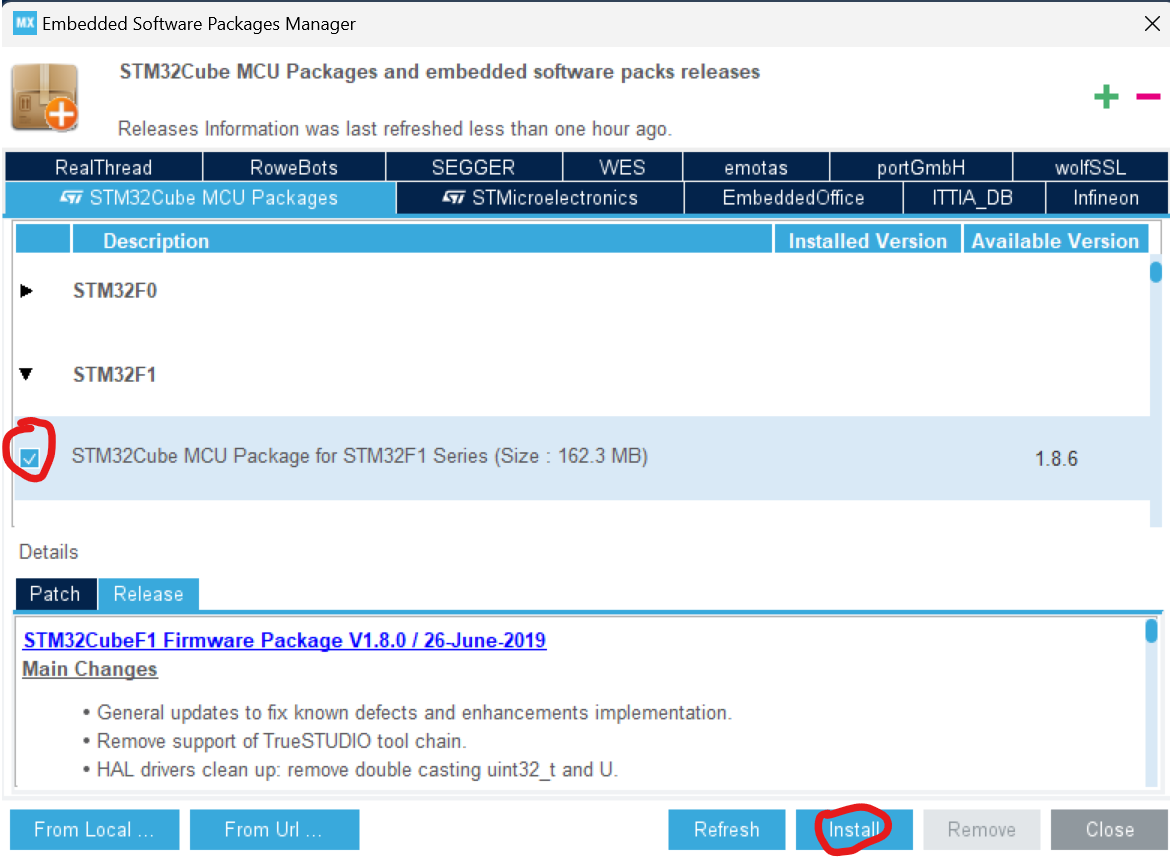 MX Embedded Software Packages Manager
STM32Cube MCU Packages and embedded software packs releases
Releases Information was last refreshed less than one hour ago.
RealThread RoweBots SEGGER WES emotas portGmbH wolfSSL
STM32Cube MCU Packages STMicroelectronics EmbeddedOffice ITTIA_DB Infineon
Description Installed Version Available Version
STM32F0
STM32F1
STM32Cube MCU Package for STM32F1 Series (Size : 162.3 MB) 1.8.6
Details
Patch Release
STM32CubeF1 Firmware Package V1.8.0 / 26-June-2019
Main Changes
• General updates to fix known defects and enhancements implementation.
• Remove support of TrueSTUDIO tool chain.
• HAL drivers clean up: remove double casting uint32_t and U.
From Local ... From Url ... Refresh Install Remove Close